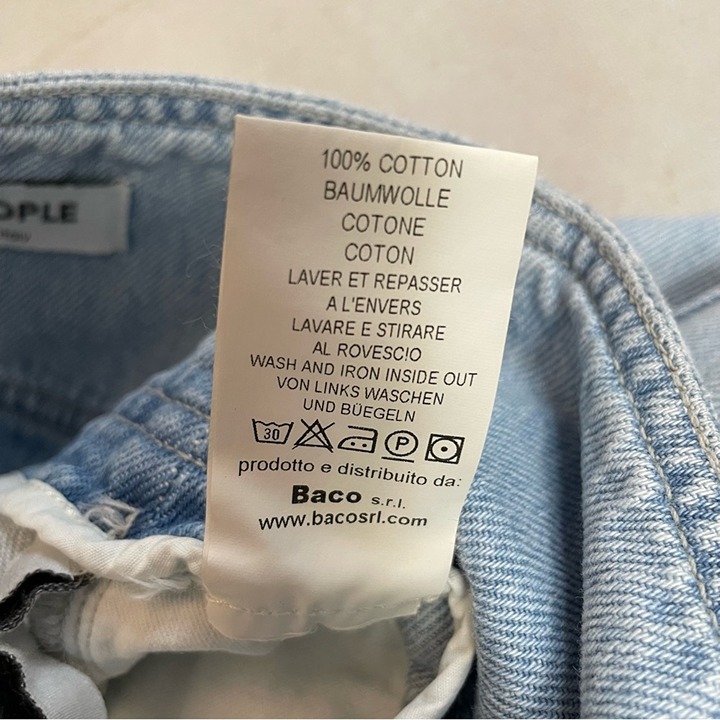 OPLE
Italy
100% COTTON
BAUMWOLLE
COTONE
COTON
LAVER ET REPASSER
A L'ENVERS
LAVARE E STIRARE
AL ROVESCIO
WASH AND IRON INSIDE OUT
VON LINKS WASCHEN
UND BÜEGELN
30 P
prodotto e distribuito da:
Baco s.r.l.
www.bacosrl.com